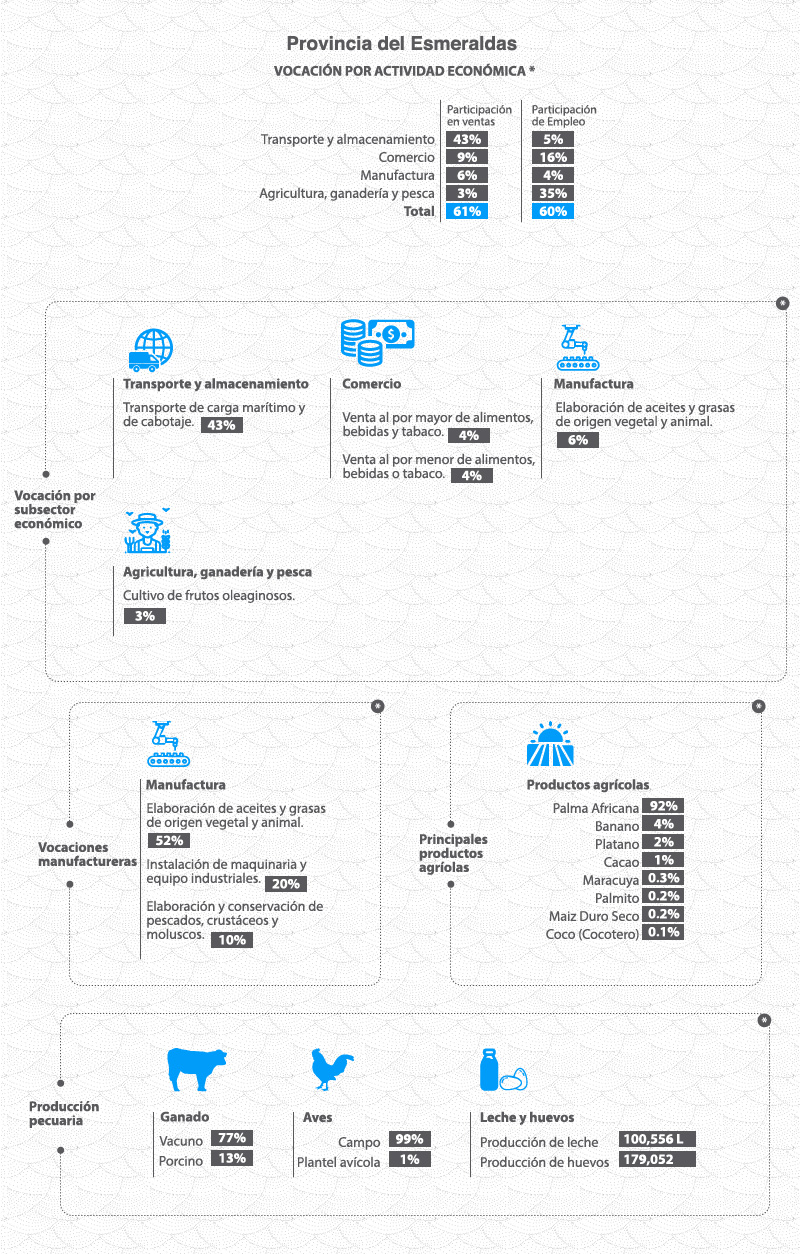 Provincia del Esmeraldas
VOCACIÓN POR ACTIVIDAD ECONÓMICA *
Participación
en ventas
Participación
de Empleo
Transporte y almacenamiento 43% 5%
Comercio 9% 16%
Manufactura 6% 4%
Agricultura, ganadería y pesca 3% 35%
Total 61% 60%
*
Vocación por
subsector
económico
Transporte y almacenamiento
Transporte de carga marítimo y
de cabotaje. 43%
Comercio
Venta al por mayor de alimentos,
bebidas y tabaco. 4%
Venta al por menor de alimentos,
bebidas o tabaco. 4%
Manufactura
Elaboración de aceites y grasas
de origen vegetal y animal.
6%
Agricultura, ganadería y pesca
Cultivo de frutos oleaginosos.
3%
*
Vocaciones
manufactureras
Manufactura
Elaboración de aceites y grasas
de origen vegetal y animal.
52%
Instalación de maquinaria y
equipo industriales. 20%
Elaboración y conservación de
pescados, crustáceos y
moluscos. 10%
*
Principales
productos
agríolas
Productos agrícolas
Palma Africana 92%
Banano 4%
Platano 2%
Cacao 1%
Maracuya 0.3%
Palmito 0.2%
Maiz Duro Seco 0.2%
Coco (Cocotero) 0.1%
*
Producción
pecuaria
Ganado
Vacuno 77%
Porcino 13%
Aves
Campo 99%
Plantel avícola 1%
Leche y huevos
Producción de leche 100,556 L
Producción de huevos 179,052